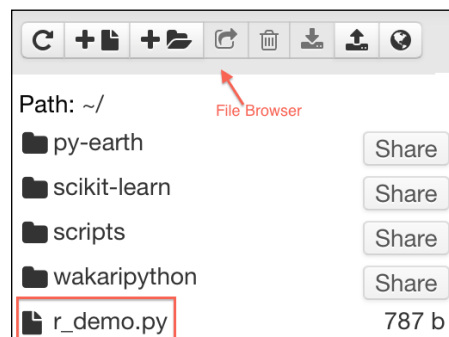 Path: ~/
File Browser
py-earth Share
scikit-learn Share
scripts Share
wakaripython Share
r_demo.py 787 b